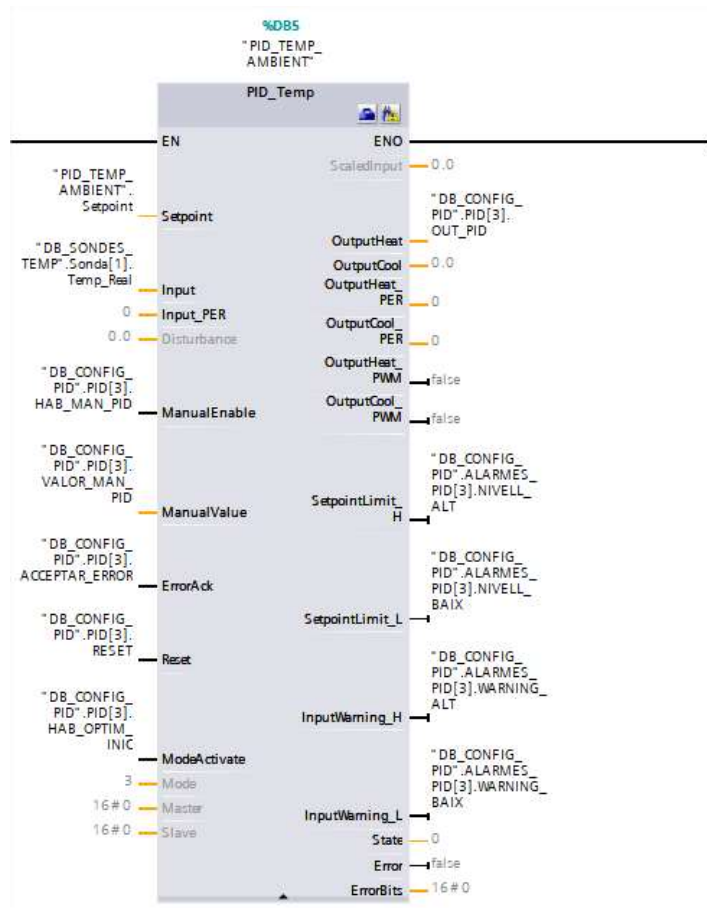 %DB5
"PID_TEMP_
AMBIENT"
PID_Temp
EN
ENO
ScaledInput
0.0
"PID_TEMP_
AMBIENT".
Setpoint
Setpoint
"DB_CONFIG_
PID".PID[3].
OUT_PID
OutputHeat
"DB_SONDES_
TEMP".Sonda[1].
Temp_Real
Input
OutputCool
0.0
OutputHeat_
PER
0
0
Input_PER
0.0
Disturbance
OutputCool_
PER
0
OutputHeat_
PWM
false
"DB_CONFIG_
PID".PID[3].
HAB_MAN_PID
ManualEnable
OutputCool_
PWM
false
"DB_CONFIG_
PID".PID[3].
VALOR_MAN_
PID
ManualValue
"DB_CONFIG_
PID".ALARMES_
PID[3].NIVELL_
ALT
SetpointLimit_
H
"DB_CONFIG_
PID".PID[3].
ACCEPTAR_ERROR
ErrorAck
"DB_CONFIG_
PID".ALARMES_
PID[3].NIVELL_
BAIX
SetpointLimit_L
"DB_CONFIG_
PID".PID[3].
RESET
Reset
"DB_CONFIG_
PID".ALARMES_
PID[3].WARNING_
ALT
InputWarning_H
"DB_CONFIG_
PID".PID[3].
HAB_OPTIM_
INIC
ModeActivate
"DB_CONFIG_
PID".ALARMES_
PID[3].WARNING_
BAIX
InputWarning_L
3
Mode
16#0
Master
16#0
Slave
State
0
Error
false
ErrorBits
16#0